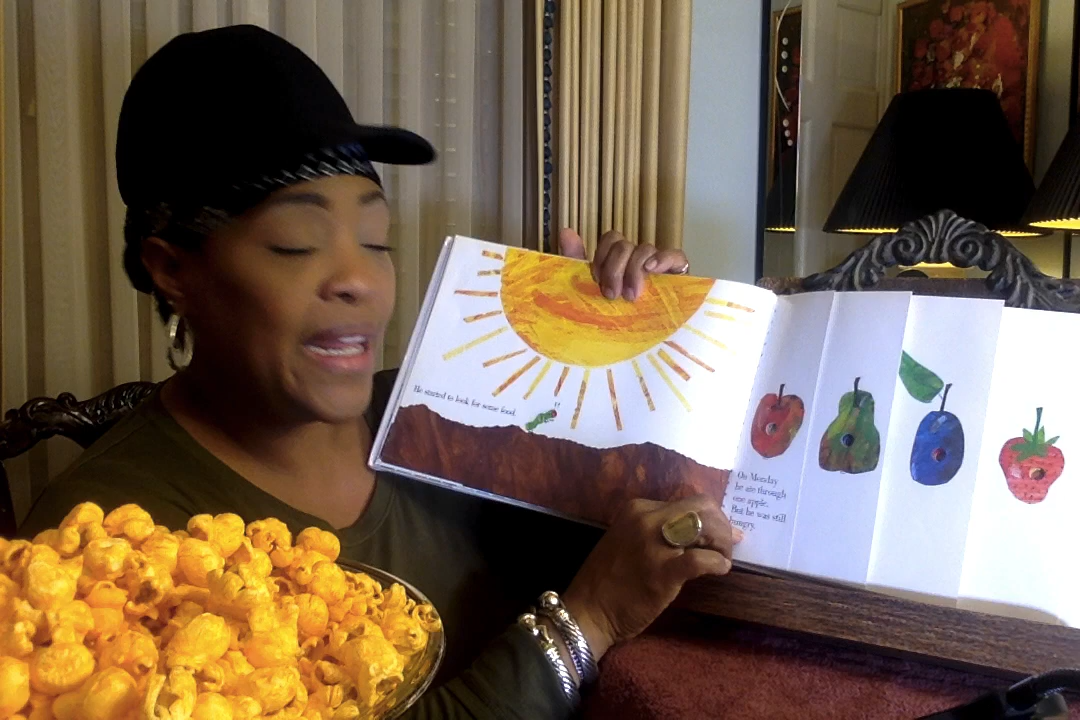 He started to look for some food.
On Monday
he ate through
one apple.
But he was still
hungry.